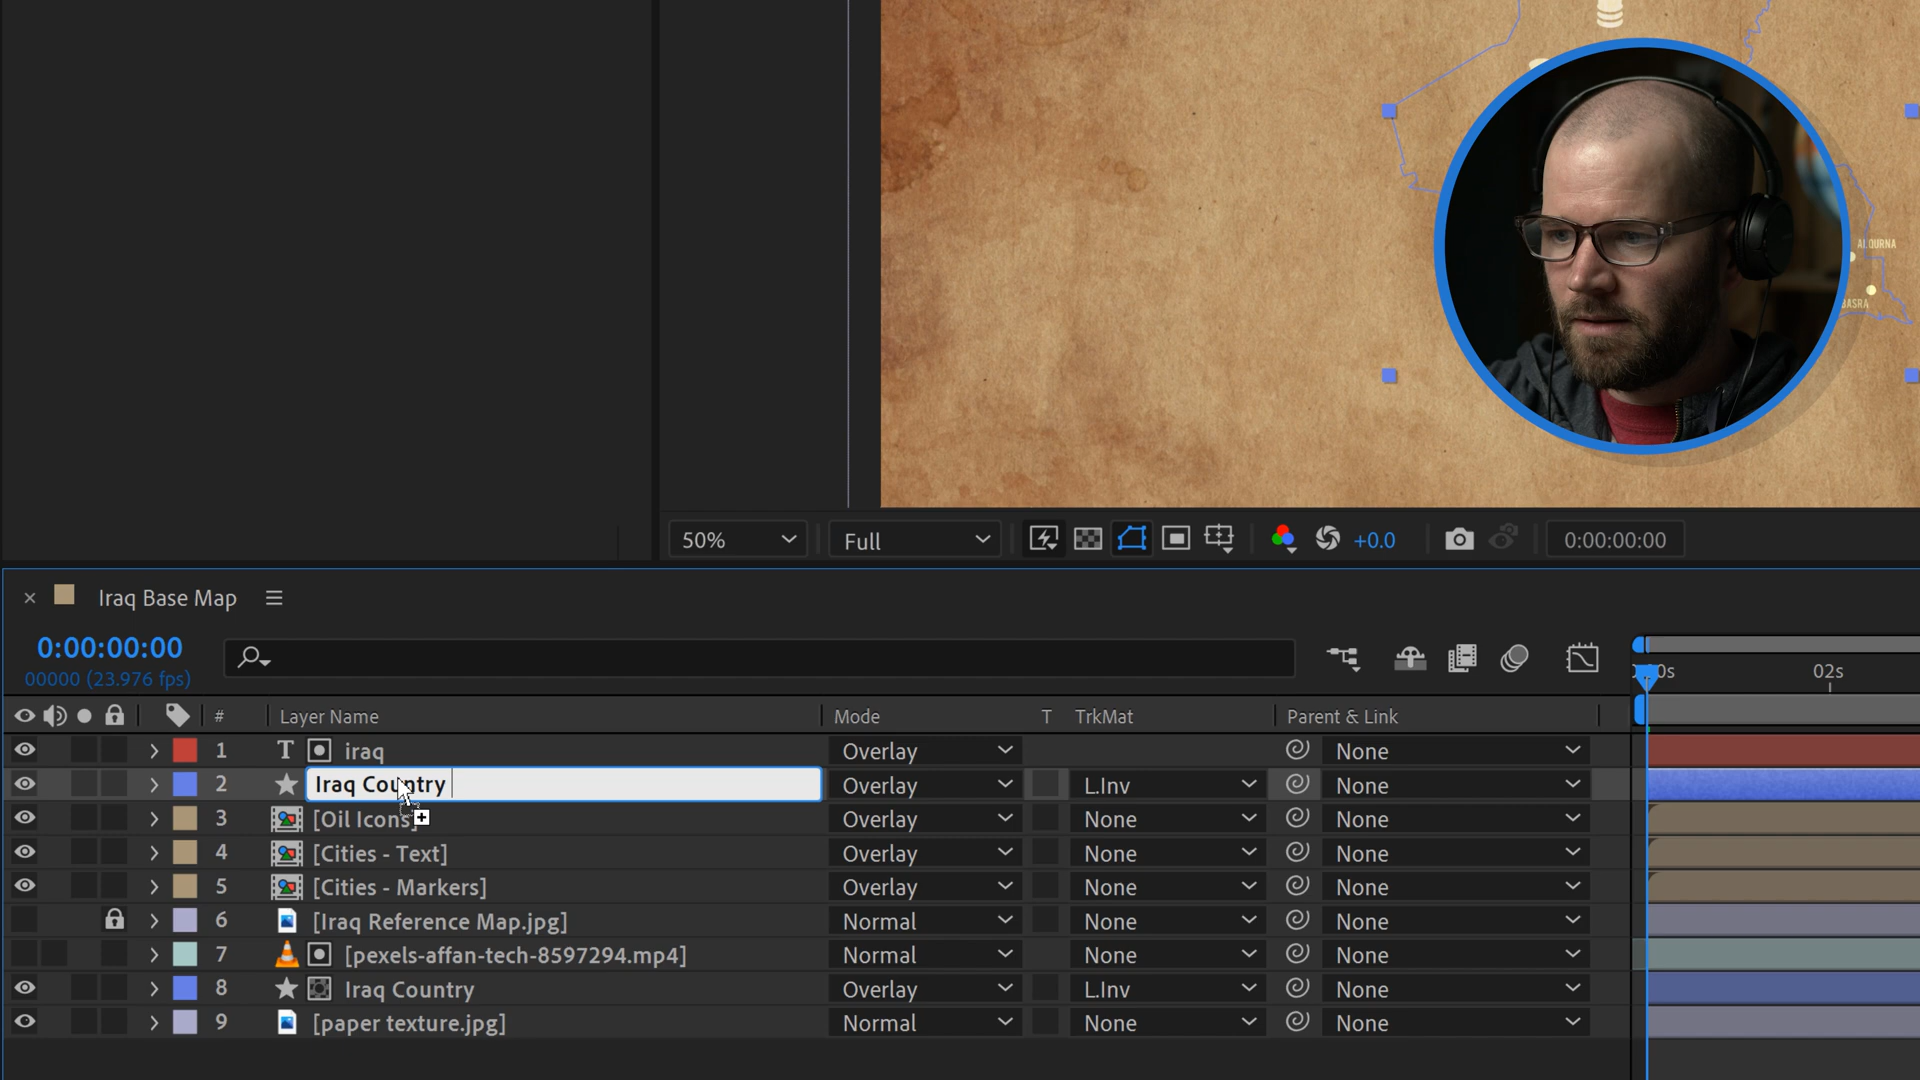 ALQURNA
BASRA
50%
Full
+0.0
0:00:00:00
× Iraq Base Map
0:00:00:00
00000 (23.976 fps)
00s 02s
# Layer Name Mode T TrkMat Parent & Link
1 T iraq Overlay None
2 Iraq Country Overlay L.Inv None
3 [Oil Icons] Overlay None None
4 [Cities - Text] Overlay None None
5 [Cities - Markers] Overlay None None
6 [Iraq Reference Map.jpg] Normal None None
7 [pexels-affan-tech-8597294.mp4] Normal None None
8 Iraq Country Overlay L.Inv None
9 [paper texture.jpg] Normal None None